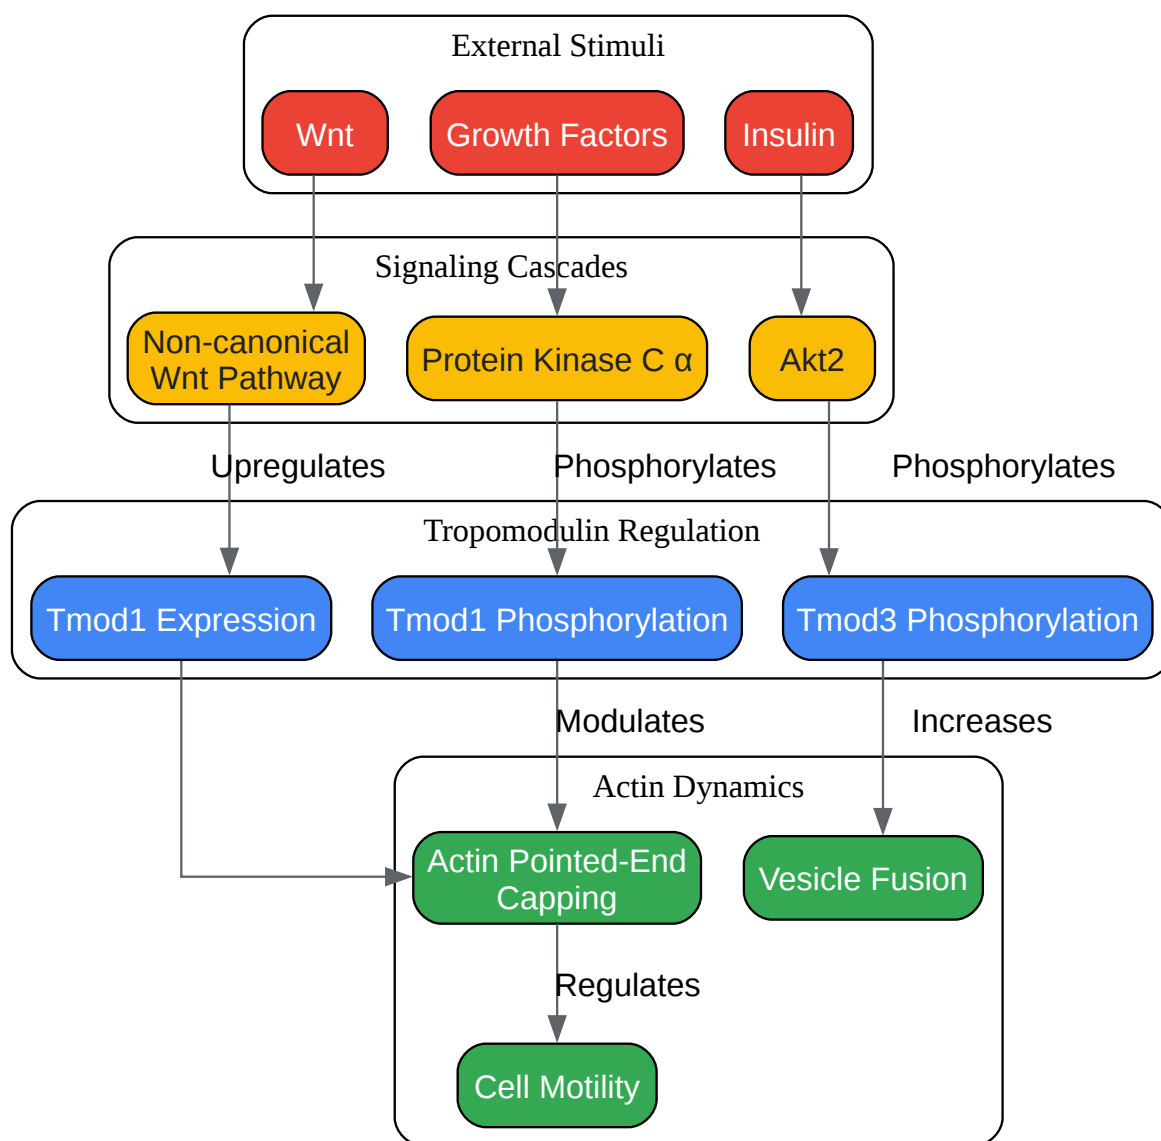 External Stimuli
Wnt
Growth Factors
Insulin
Signaling Cascades
Non-canonical
Wnt Pathway
Protein Kinase C α
Akt2
Upregulates
Phosphorylates
Phosphorylates
Tropomodulin Regulation
Tmod1 Expression
Tmod1 Phosphorylation
Tmod3 Phosphorylation
Modulates
Increases
Actin Dynamics
Actin Pointed-End
Capping
Vesicle Fusion
Regulates
Cell Motility